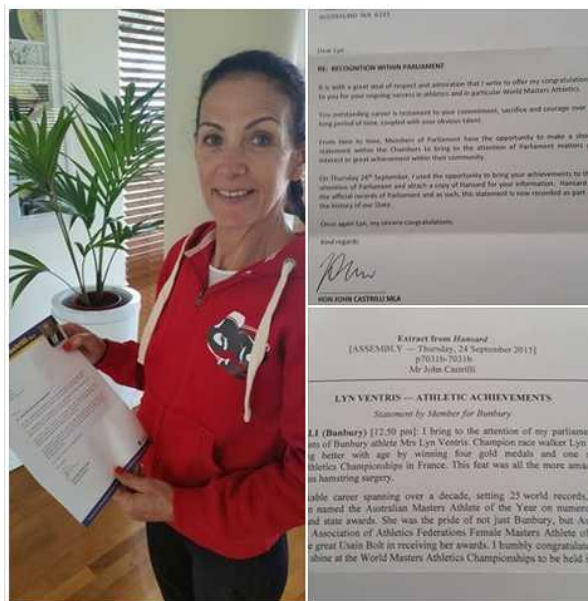 Dear Lyn
RE: RECOGNITION WITHIN PARLIAMENT
It is with a great deal of respect and admiration that I write to offer my congratulation
to you for your ongoing success in athletics and in particular World Masters Athletics.
You outstanding career is testament to your commitment, sacrifice and courage over
long period of time, coupled with your obvious talent
From time to time, Members of Parliament have the opportunity to make a short
statement within the Chambers to bring to the attention of Parliament matters
interest or great achievement within their community.
On Thursday 24th September, I used the opportunity to bring your achievements to th
attention of Parliament and attach a copy of Hansard for your information. Hansard
the official records of Parliament and as such, this statement is now recorded as part
the history of our State.
Once again Lyn, my sincere congratulations.
Kind regards
HON JOHN CASTRILLI MLA
Extract from Hansard
[ASSEMBLY — Thursday, 24 September 2015]
p7031b-7031b
Mr John Castrilli
LYN VENTRIS — ATHLETIC ACHIEVEMENTS
Statement by Member for Bunbury
LI (Bunbury) [12.50 pm]: I bring to the attention of my parliame
nts of Bunbury athlete Mrs Lyn Ventris. Champion race walker Lyn
ng better with age by winning four gold medals and one
thletics Championships in France. This feat was all the more ama
us hamstring surgery.
able career spanning over a decade, setting 25 world records,
n named the Australian Masters Athlete of the Year on numero
nd state awards. She was the pride of not just Bunbury, but Au
Association of Athletics Federations Female Masters Athlete of
e great Usain Bolt in receiving her awards. I humbly congratulate
shine at the World Masters Athletics Championships to be held i